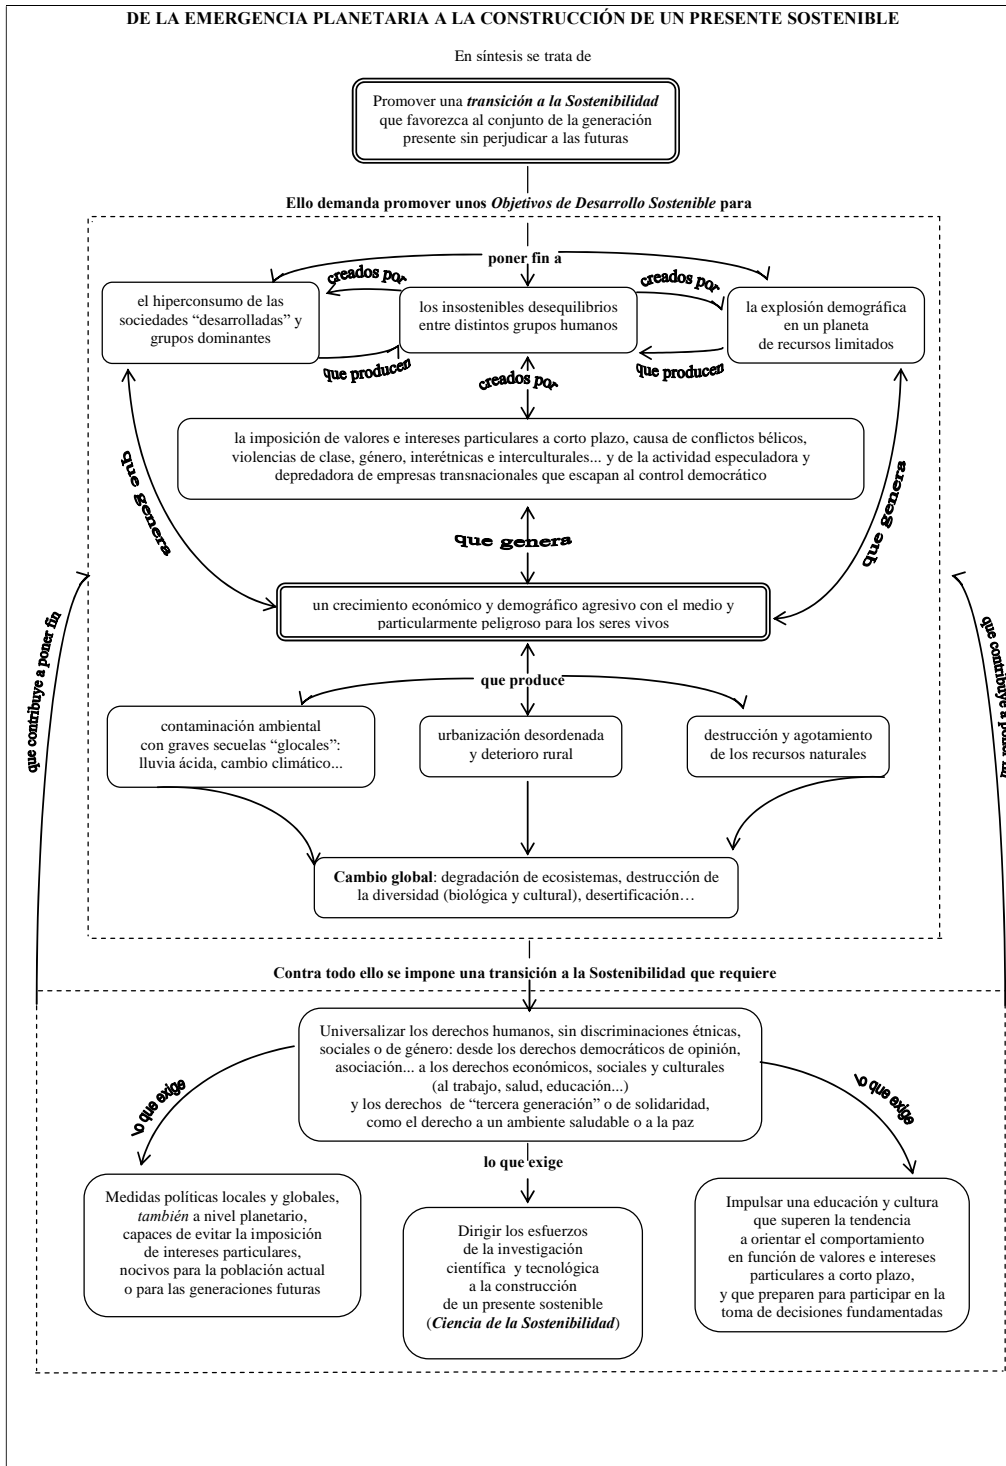 DE LA EMERGENCIA PLANETARIA A LA CONSTRUCCIÓN DE UN PRESENTE SOSTENIBLE
En síntesis se trata de
Promover una transición a la Sostenibilidad
que favorezca al conjunto de la generación
presente sin perjudicar a las futuras
Ello demanda promover unos Objetivos de Desarrollo Sostenible para
poner fin a
creados por
creados por
el hiperconsumo de las
sociedades “desarrolladas” y
grupos dominantes
los insostenibles desequilibrios
entre distintos grupos humanos
la explosión demográfica
en un planeta
de recursos limitados
que producen
que producen
creados por
la imposición de valores e intereses particulares a corto plazo, causa de conflictos bélicos,
violencias de clase, género, interétnicas e interculturales... y de la actividad especuladora y
depredadora de empresas transnacionales que escapan al control democrático
que genera
que genera
que genera
un crecimiento económico y demográfico agresivo con el medio y
particularmente peligroso para los seres vivos
que contribuye a poner fin
que contribuye a poner fin
que produce
contaminación ambiental
con graves secuelas “glocales”:
lluvia ácida, cambio climático...
urbanización desordenada
y deterioro rural
destrucción y agotamiento
de los recursos naturales
Cambio global: degradación de ecosistemas, destrucción de
la diversidad (biológica y cultural), desertificación…
Contra todo ello se impone una transición a la Sostenibilidad que requiere
Universalizar los derechos humanos, sin discriminaciones étnicas,
sociales o de género: desde los derechos democráticos de opinión,
asociación... a los derechos económicos, sociales y culturales
(al trabajo, salud, educación...)
y los derechos de “tercera generación” o de solidaridad,
como el derecho a un ambiente saludable o a la paz
lo que exige
lo que exige
lo que exige
Medidas políticas locales y globales,
también a nivel planetario,
capaces de evitar la imposición
de intereses particulares,
nocivos para la población actual
o para las generaciones futuras
Dirigir los esfuerzos
de la investigación
científica y tecnológica
a la construcción
de un presente sostenible
(Ciencia de la Sostenibilidad)
Impulsar una educación y cultura
que superen la tendencia
a orientar el comportamiento
en función de valores e intereses
particulares a corto plazo,
y que preparen para participar en la
toma de decisiones fundamentadas